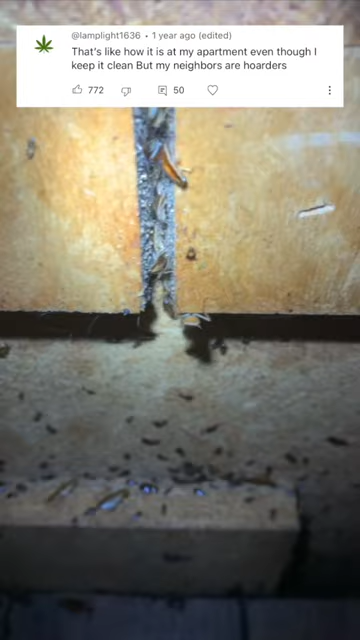 @lamplight1636 • 1 year ago (edited)
That's like how it is at my apartment even though I
keep it clean But my neighbors are hoarders
772
50